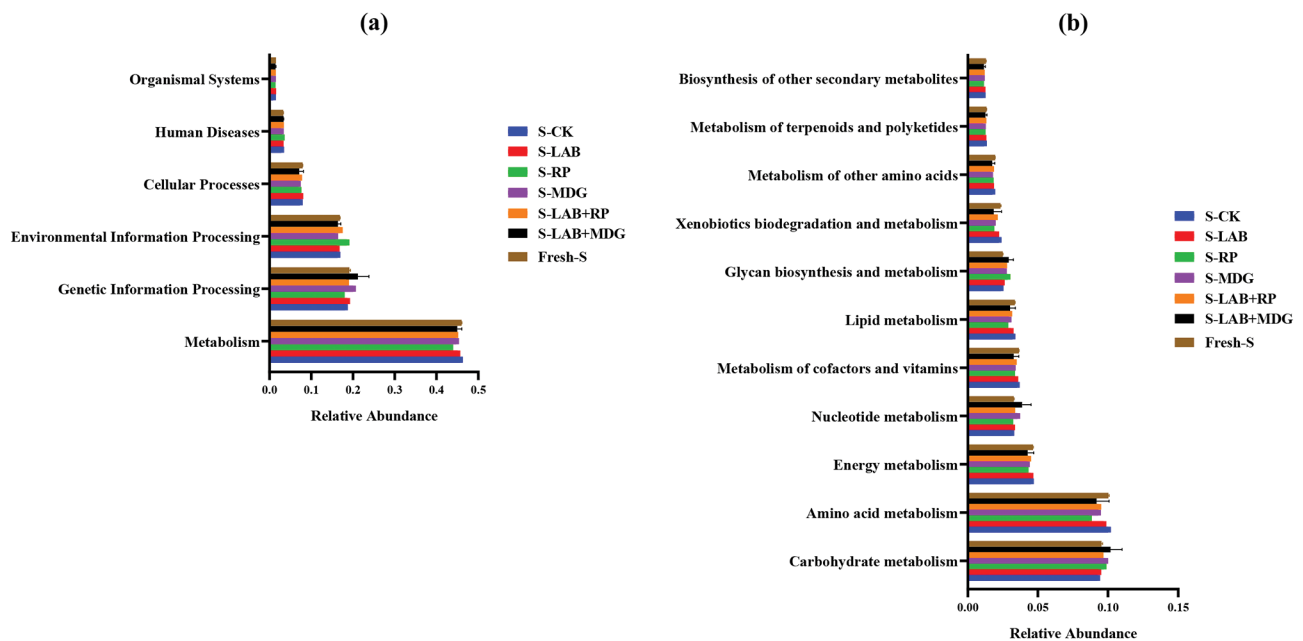 (a)
Organismal Systems
Human Diseases
Cellular Processes
Environmental Information Processing
Genetic Information Processing
Metabolism
0.0 0.1 0.2 0.3 0.4 0.5
Relative Abundance
S-CK
S-LAB
S-RP
S-MDG
S-LAB+RP
S-LAB+MDG
Fresh-S
(b)
Biosynthesis of other secondary metabolites
Metabolism of terpenoids and polyketides
Metabolism of other amino acids
Xenobiotics biodegradation and metabolism
Glycan biosynthesis and metabolism
Lipid metabolism
Metabolism of cofactors and vitamins
Nucleotide metabolism
Energy metabolism
Amino acid metabolism
Carbohydrate metabolism
0.00 0.05 0.10 0.15
Relative Abundance
S-CK
S-LAB
S-RP
S-MDG
S-LAB+RP
S-LAB+MDG
Fresh-S